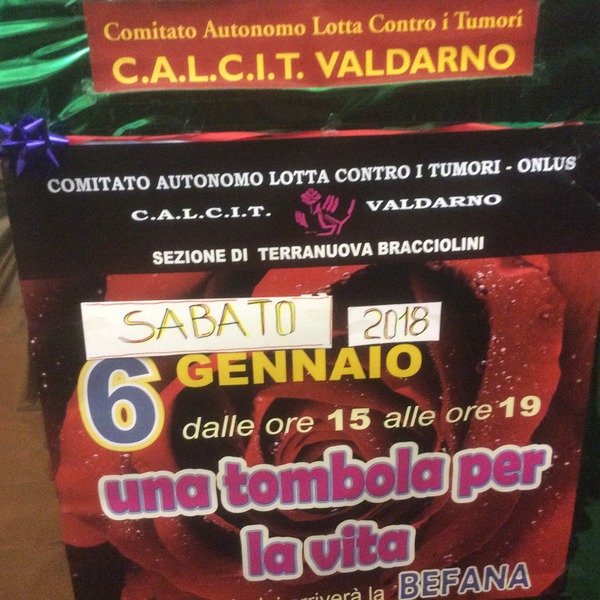 Comitato Autonomo Lotta Contro i Tumori
C.A.L.C.I.T. VALDARNO
COMITATO AUTONOMO LOTTA CONTRO I TUMORI - ONLUS
C.A.L.C.I.T. VALDARNO
SEZIONE DI TERRANUOVA BRACCIOLINI
SABATO 2018
6 GENNAIO
dalle ore 15 alle ore 19
una tombola per
la vita
arriverà la BEFANA